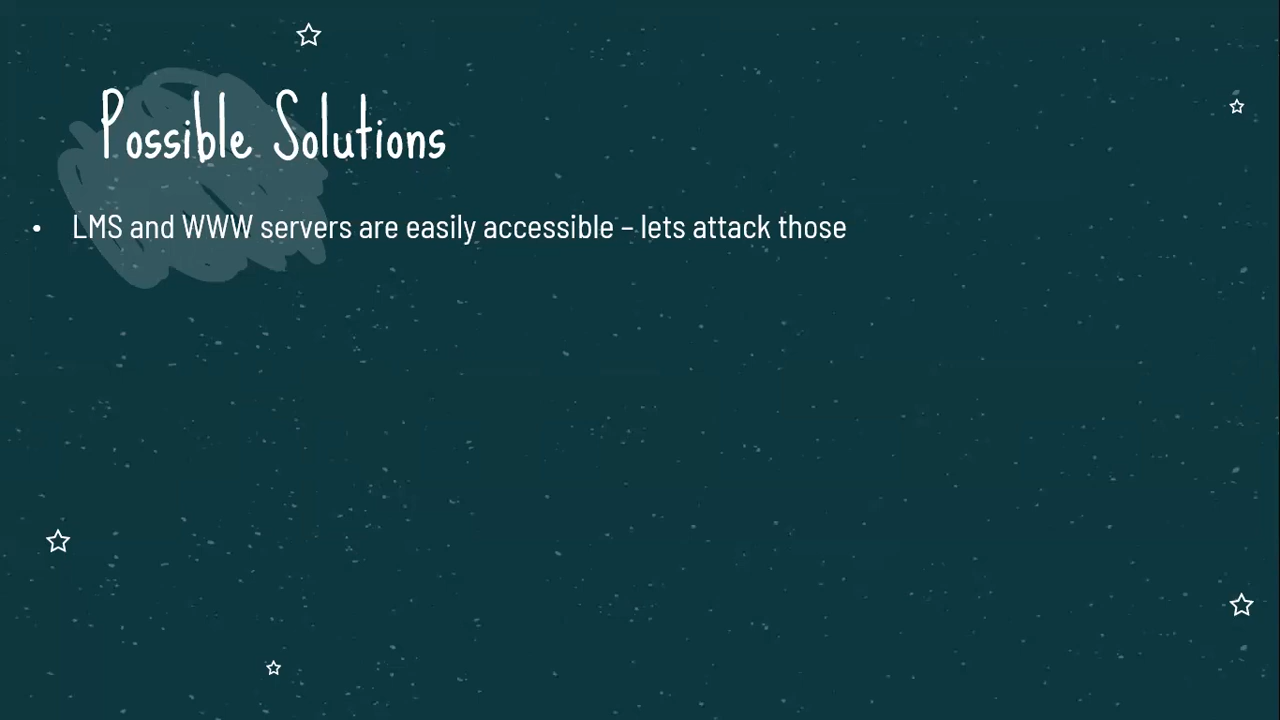 Possible Solutions
• LMS and WWW servers are easily accessible – lets attack those